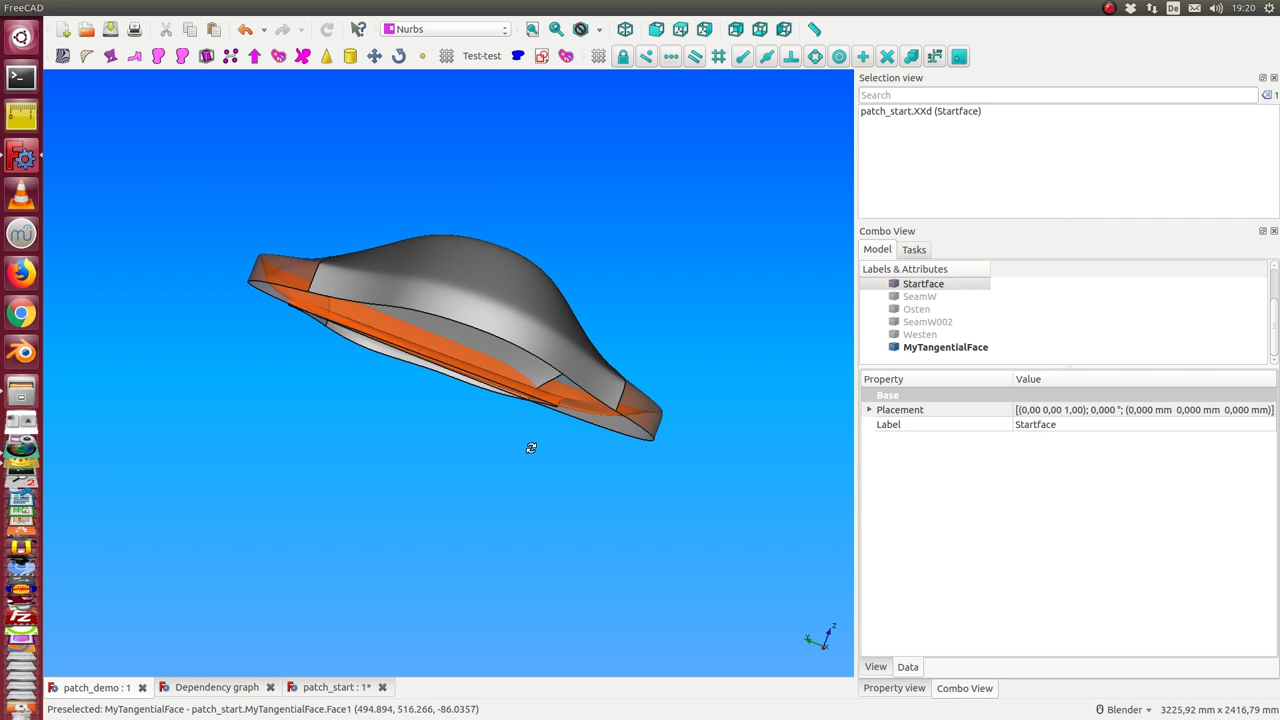 FreeCAD
De
19:20
Nurbs
Test-test
Selection view
Search
1
patch_start.XXd (Startface)
Combo View
Model
Tasks
Labels & Attributes
Startface
SeamW
Osten
SeamW002
Westen
MyTangentialFace
Property
Value
Base
Placement
[(0,00 0,00 1,00); 0,000 °; (0,000 mm 0,000 mm 0,000 mm)]
Label
Startface
z
y
x
View
Data
patch_demo : 1
Dependency graph
patch_start : 1*
Property view
Combo View
Preselected: MyTangentialFace - patch_start.MyTangentialFace.Face1 (494.894, 516.266, -86.0357)
Blender
3225,92 mm x 2416,79 mm